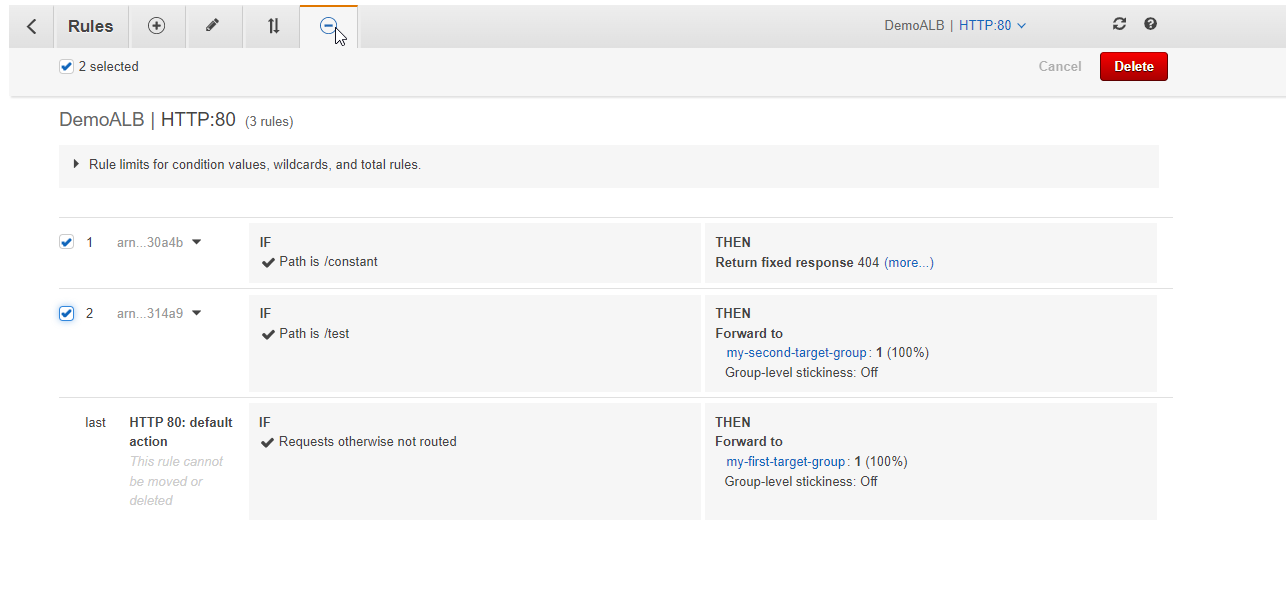 Rules
DemoALB | HTTP:80
2 selected
Cancel
Delete
DemoALB | HTTP:80 (3 rules)
Rule limits for condition values, wildcards, and total rules.
1 arn...30a4b
IF
Path is /constant
THEN
Return fixed response 404 (more...)
2 arn...314a9
IF
Path is /test
THEN
Forward to
my-second-target-group: 1 (100%)
Group-level stickiness: Off
last
HTTP 80: default
action
This rule cannot
be moved or
deleted
IF
Requests otherwise not routed
THEN
Forward to
my-first-target-group: 1 (100%)
Group-level stickiness: Off